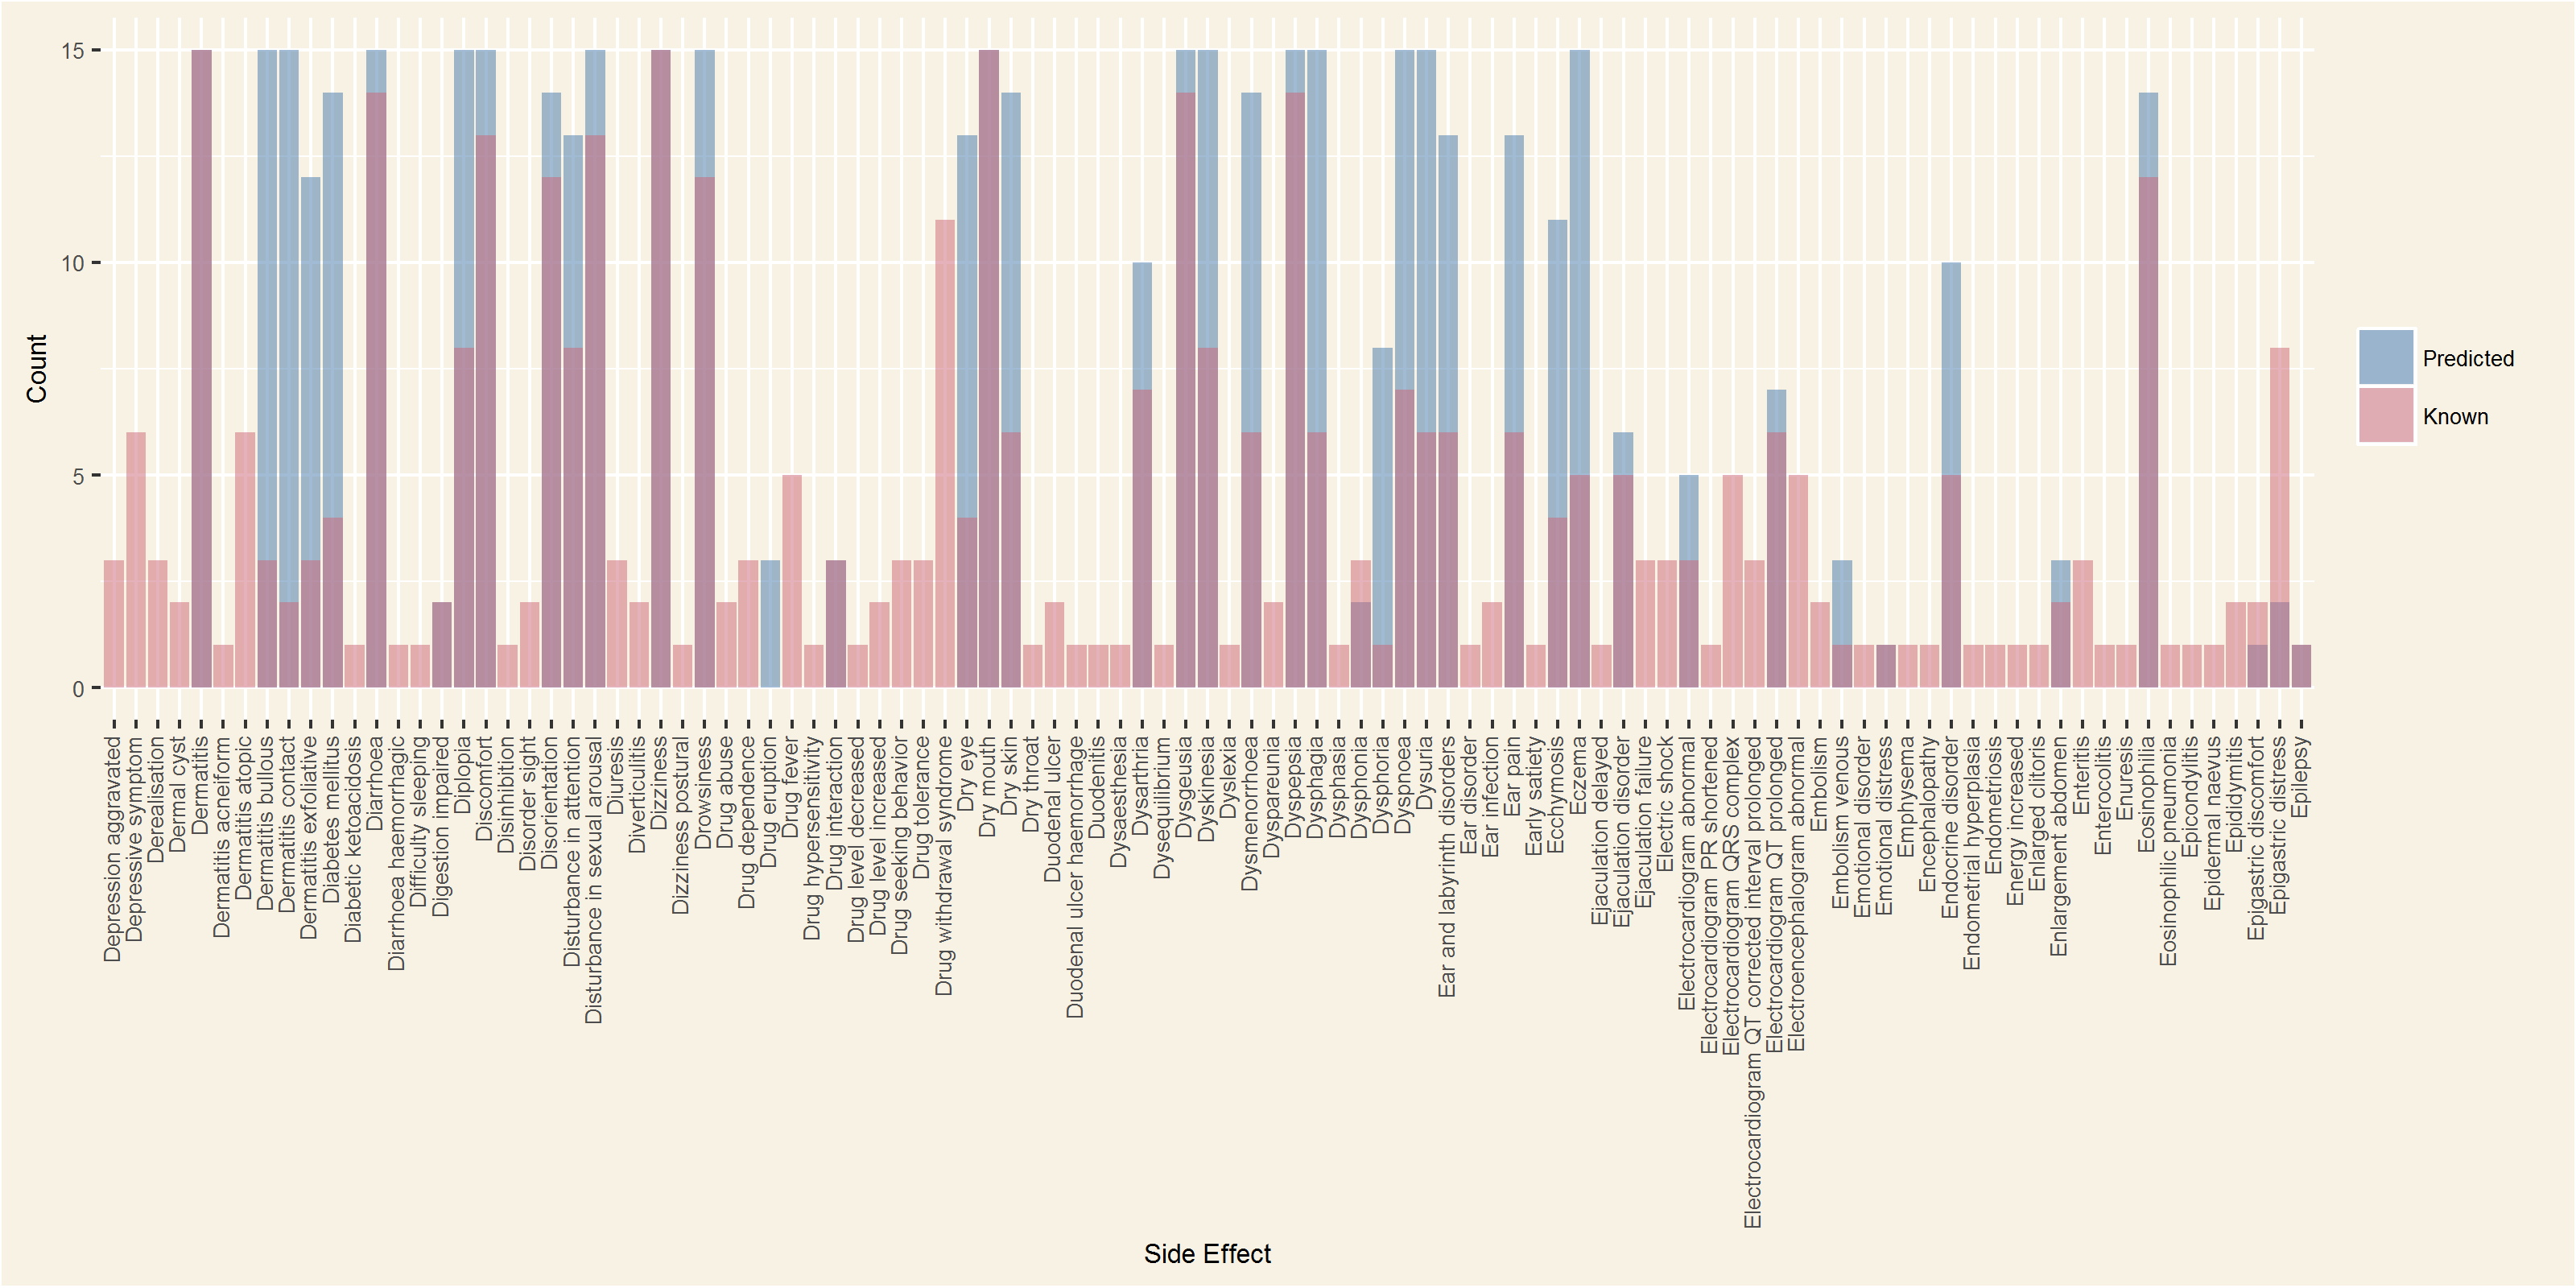 15
10
5
0
Count
Predicted
Known
Depression aggravated
Depressive symptom
Derealisation
Dermal cyst
Dermatitis
Dermatitis acneiform
Dermatitis atopic
Dermatitis bullous
Dermatitis contact
Dermatitis exfoliative
Diabetes mellitus
Diabetic ketoacidosis
Diarrhoea
Diarrhoea haemorrhagic
Difficulty sleeping
Digestion impaired
Diplopia
Discomfort
Disinhibition
Disorder sight
Disorientation
Disturbance in attention
Disturbance in sexual arousal
Diuresis
Diverticulitis
Dizziness
Dizziness postural
Drowsiness
Drug abuse
Drug dependence
Drug eruption
Drug fever
Drug hypersensitivity
Drug interaction
Drug level decreased
Drug level increased
Drug seeking behavior
Drug tolerance
Drug withdrawal syndrome
Dry eye
Dry mouth
Dry skin
Dry throat
Duodenal ulcer
Duodenal ulcer haemorrhage
Duodenitis
Dysaesthesia
Dysarthria
Dysequilibrium
Dysgeusia
Dyskinesia
Dyslexia
Dysmenorrhoea
Dyspareunia
Dyspepsia
Dysphagia
Dysphasia
Dysphonia
Dysphoria
Dyspnoea
Dysuria
Ear and labyrinth disorders
Ear disorder
Ear infection
Ear pain
Early satiety
Ecchymosis
Eczema
Ejaculation delayed
Ejaculation disorder
Ejaculation failure
Electric shock
Electrocardiogram abnormal
Electrocardiogram PR shortened
Electrocardiogram QRS complex
Electrocardiogram QT corrected interval prolonged
Electrocardiogram QT prolonged
Electroencephalogram abnormal
Embolism
Embolism venous
Emotional disorder
Emotional distress
Emphysema
Encephalopathy
Endocrine disorder
Endometrial hyperplasia
Endometriosis
Energy increased
Enlarged clitoris
Enlargement abdomen
Enteritis
Enterocolitis
Enuresis
Eosinophilia
Eosinophilic pneumonia
Epicondylitis
Epidermal naevus
Epididymitis
Epigastric discomfort
Epigastric distress
Epilepsy
Side Effect